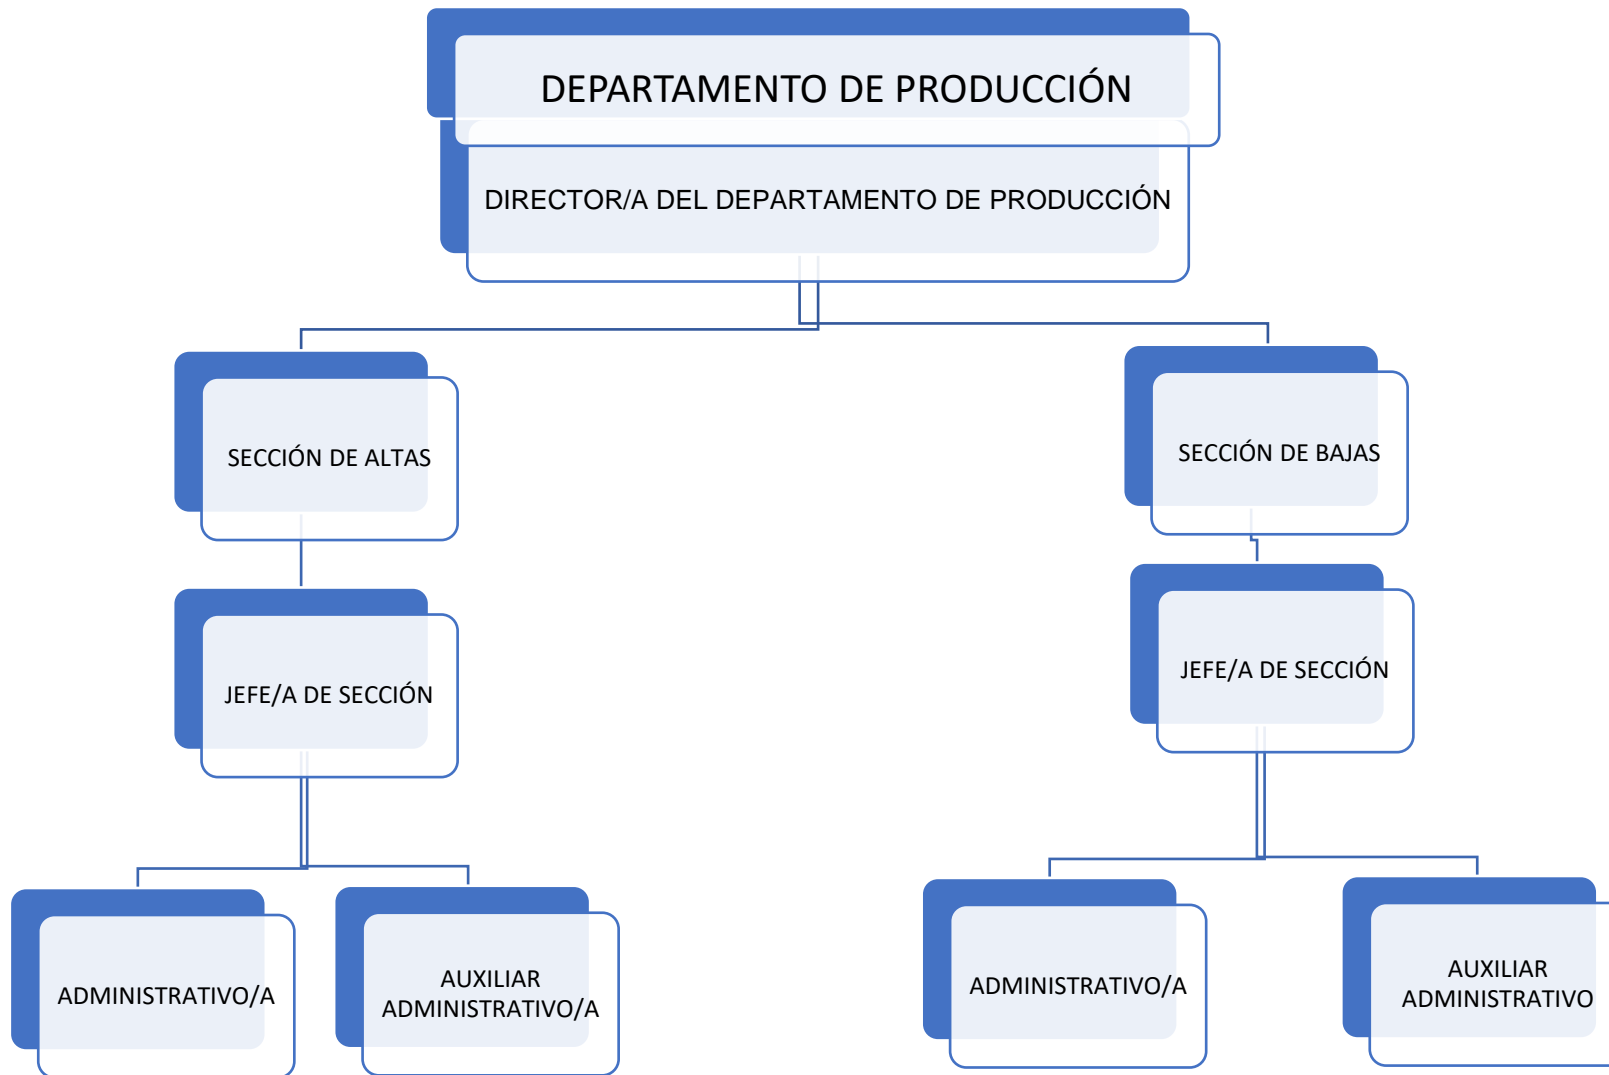 DEPARTAMENTO DE PRODUCCIÓN
DIRECTOR/A DEL DEPARTAMENTO DE PRODUCCIÓN
SECCIÓN DE ALTAS
SECCIÓN DE BAJAS
JEFE/A DE SECCIÓN
JEFE/A DE SECCIÓN
ADMINISTRATIVO/A
AUXILIAR
ADMINISTRATIVO/A
ADMINISTRATIVO/A
AUXILIAR
ADMINISTRATIVO